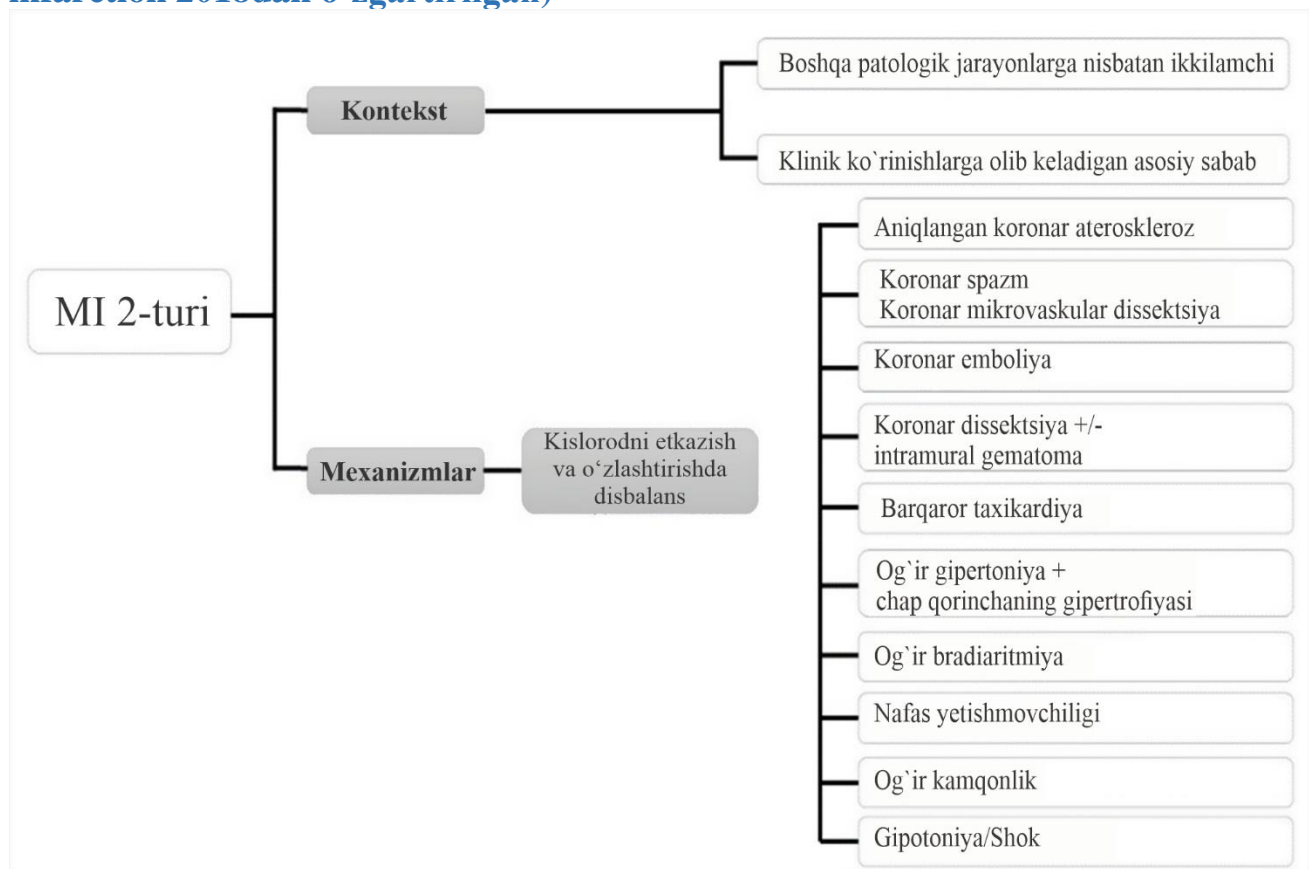 Kontekst
Boshqa patologik jarayonlarga nisbatan ikkilamchi
Klinik ko`rinishlarga olib keladigan asosiy sabab
MI 2-turi
Mexanizmlar
Kislorodni etkazish
va o‘zlashtirishda
disbalans
Aniqlangan koronar ateroskleroz
Koronar spazm
Koronar mikrovaskular dissektsiya
Koronar emboliya
Koronar dissektsiya +/-
intramural gematoma
Barqaror taxikardiya
Og`ir gipertoniya +
chap qorinchaning gipertrofiyasi
Og`ir bradiaritmiya
Nafas yetishmovchiligi
Og`ir kamqonlik
Gipotoniya/Shok